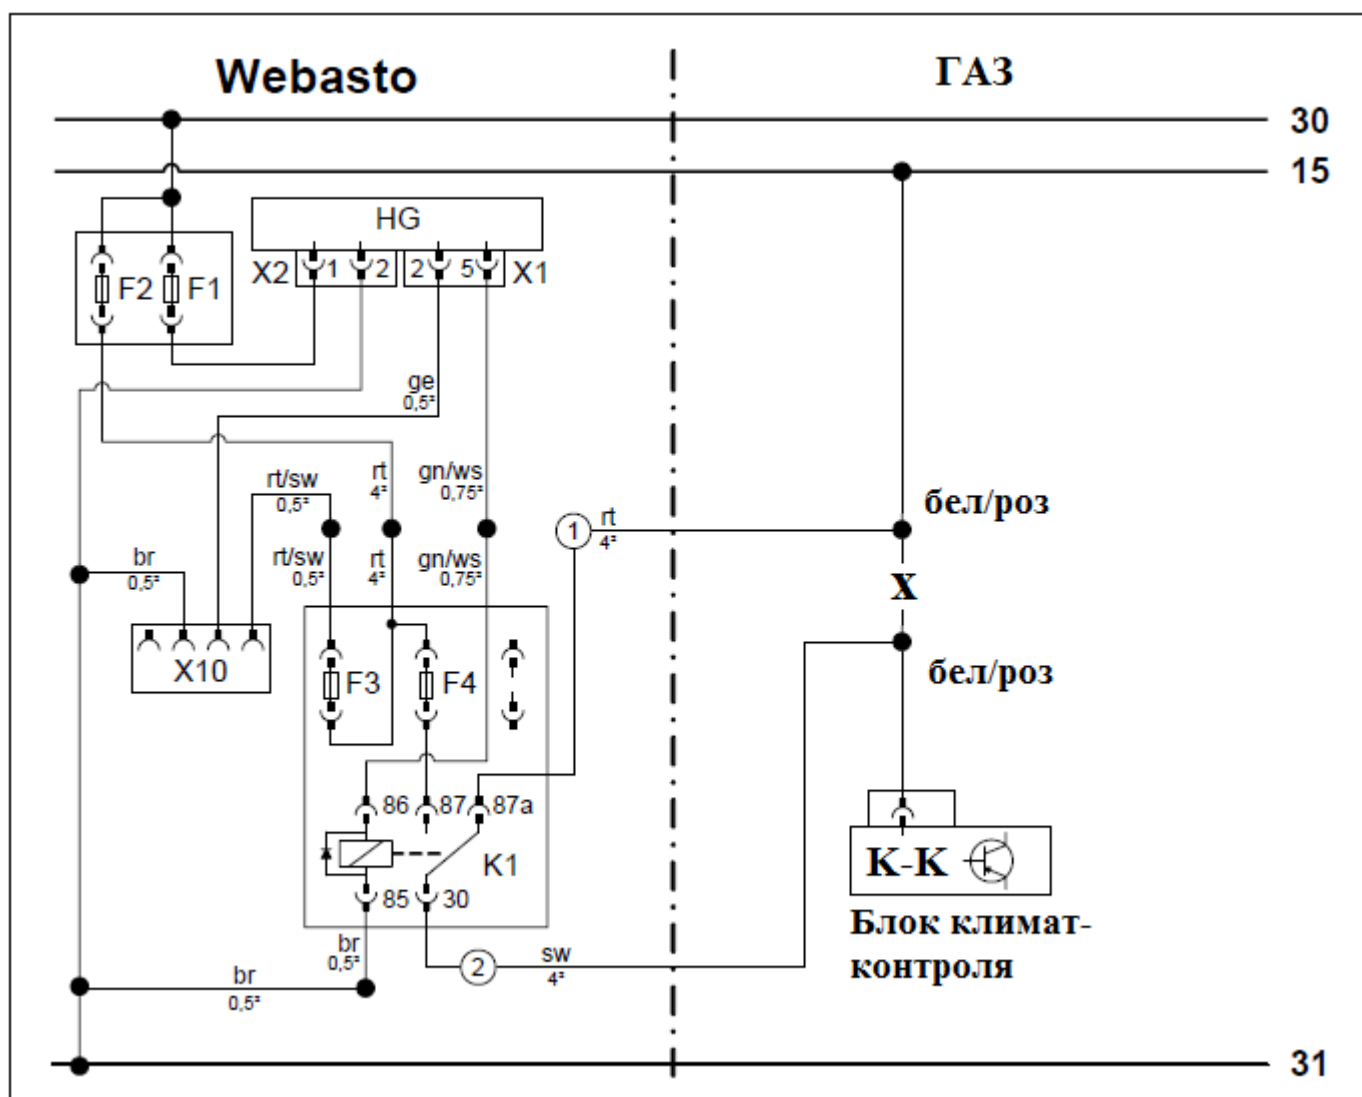 Webasto
ГАЗ
30
15
HG
X2 1 2 2 5 X1
F2 F1
ge
0,5²
rt/sw
0,5²
rt
4²
gn/ws
0,75²
бел/роз
1 rt
4²
br
0,5²
rt/sw
0,5²
rt
4²
gn/ws
0,75²
x
X10
F3 F4
бел/роз
86 87 87a
K1
85 30
К-К
Блок климат-
контроля
br
0,5²
2
sw
4²
br
0,5²
31